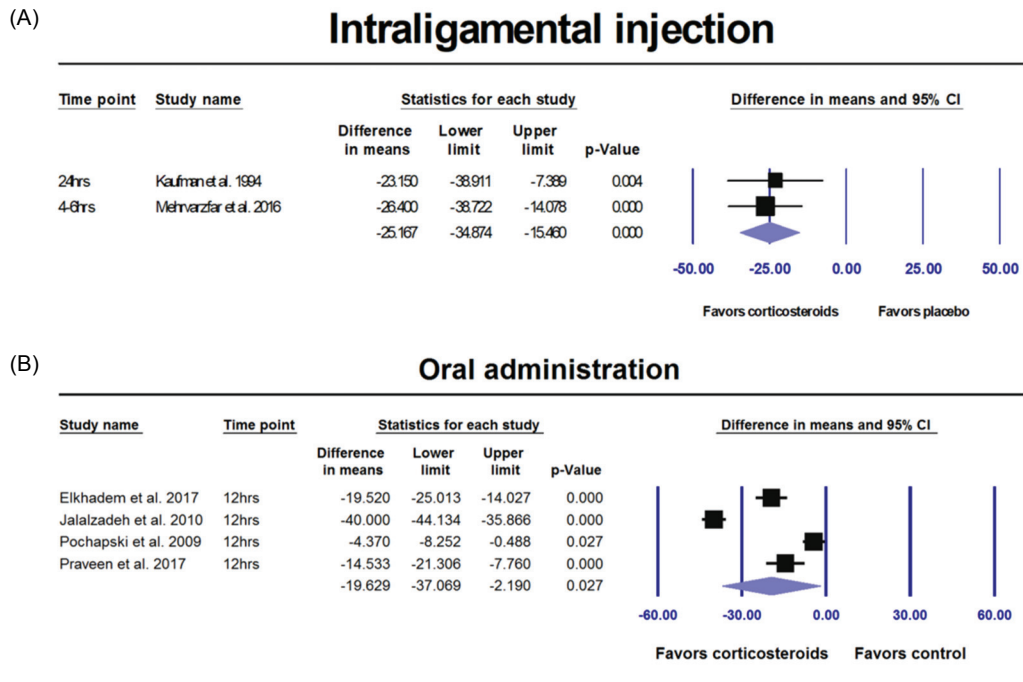 (A)
Intraligamental injection
Time point Study name Statistics for each study Difference in means and 95% CI
Difference in means Lower limit Upper limit p-Value
24hrs Kaufman et al. 1994 -23.150 -38.911 -7.389 0.004
4-6hrs Mehrvarzfar et al. 2016 -26.400 -38.722 -14.078 0.000
-25.167 -34.874 -15.460 0.000
-50.00 -25.00 0.00 25.00 50.00
Favors corticosteroids Favors placebo
(B)
Oral administration
Study name Time point Statistics for each study Difference in means and 95% CI
Difference in means Lower limit Upper limit p-Value
Elkhadem et al. 2017 12hrs -19.520 -25.013 -14.027 0.000
Jalalzadeh et al. 2010 12hrs -40.000 -44.134 -35.866 0.000
Pochapski et al. 2009 12hrs -4.370 -8.252 -0.488 0.027
Praveen et al. 2017 12hrs -14.533 -21.306 -7.760 0.000
-19.629 -37.069 -2.190 0.027
-60.00 -30.00 0.00 30.00 60.00
Favors corticosteroids Favors control